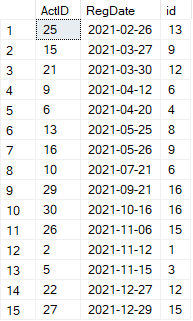 ActID RegDate id
1 25 2021-02-26 13
2 15 2021-03-27 9
3 21 2021-03-30 12
4 9 2021-04-12 6
5 6 2021-04-20 4
6 13 2021-05-25 8
7 16 2021-05-26 9
8 10 2021-07-21 6
9 29 2021-09-21 16
10 30 2021-10-16 16
11 26 2021-11-06 15
12 2 2021-11-12 1
13 5 2021-11-15 3
14 22 2021-12-27 12
15 27 2021-12-29 15